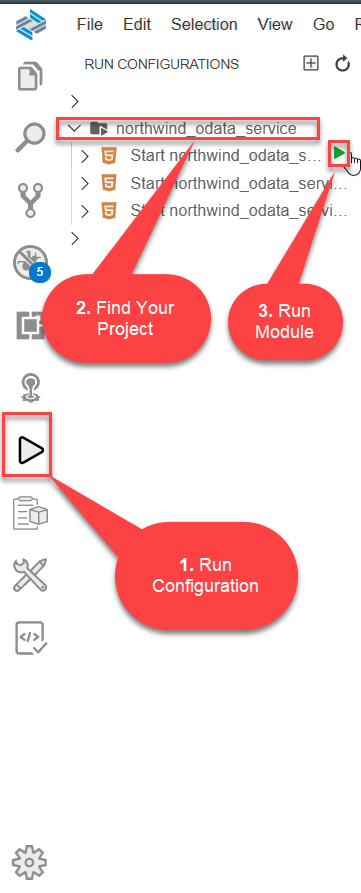 File Edit Selection View Go
RUN CONFIGURATIONS
northwind_odata_service
Start northwind_odata_s...
Start northwind_odata_servi...
Start northwind_odata_servi...
5
2. Find Your
Project
3. Run
Module
1. Run
Configuration